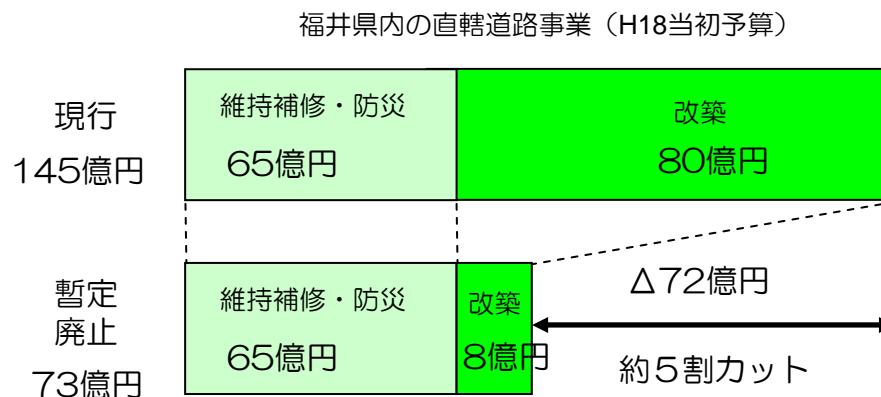 福井県内の直轄道路事業（H18当初予算）
現行
145億円
維持補修・防災
65億円
改築
80億円
暫定
廃止
73億円
維持補修・防災
65億円
改築
8億円
Δ72億円
約５割カット